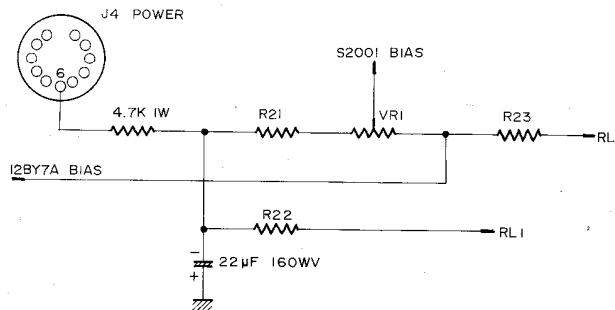 J4 POWER
6
S2001 BIAS
4.7K 1W
R21
VR1
R23
RL
12BY7A BIAS
R22
RL1
−
+
22µF 160WV